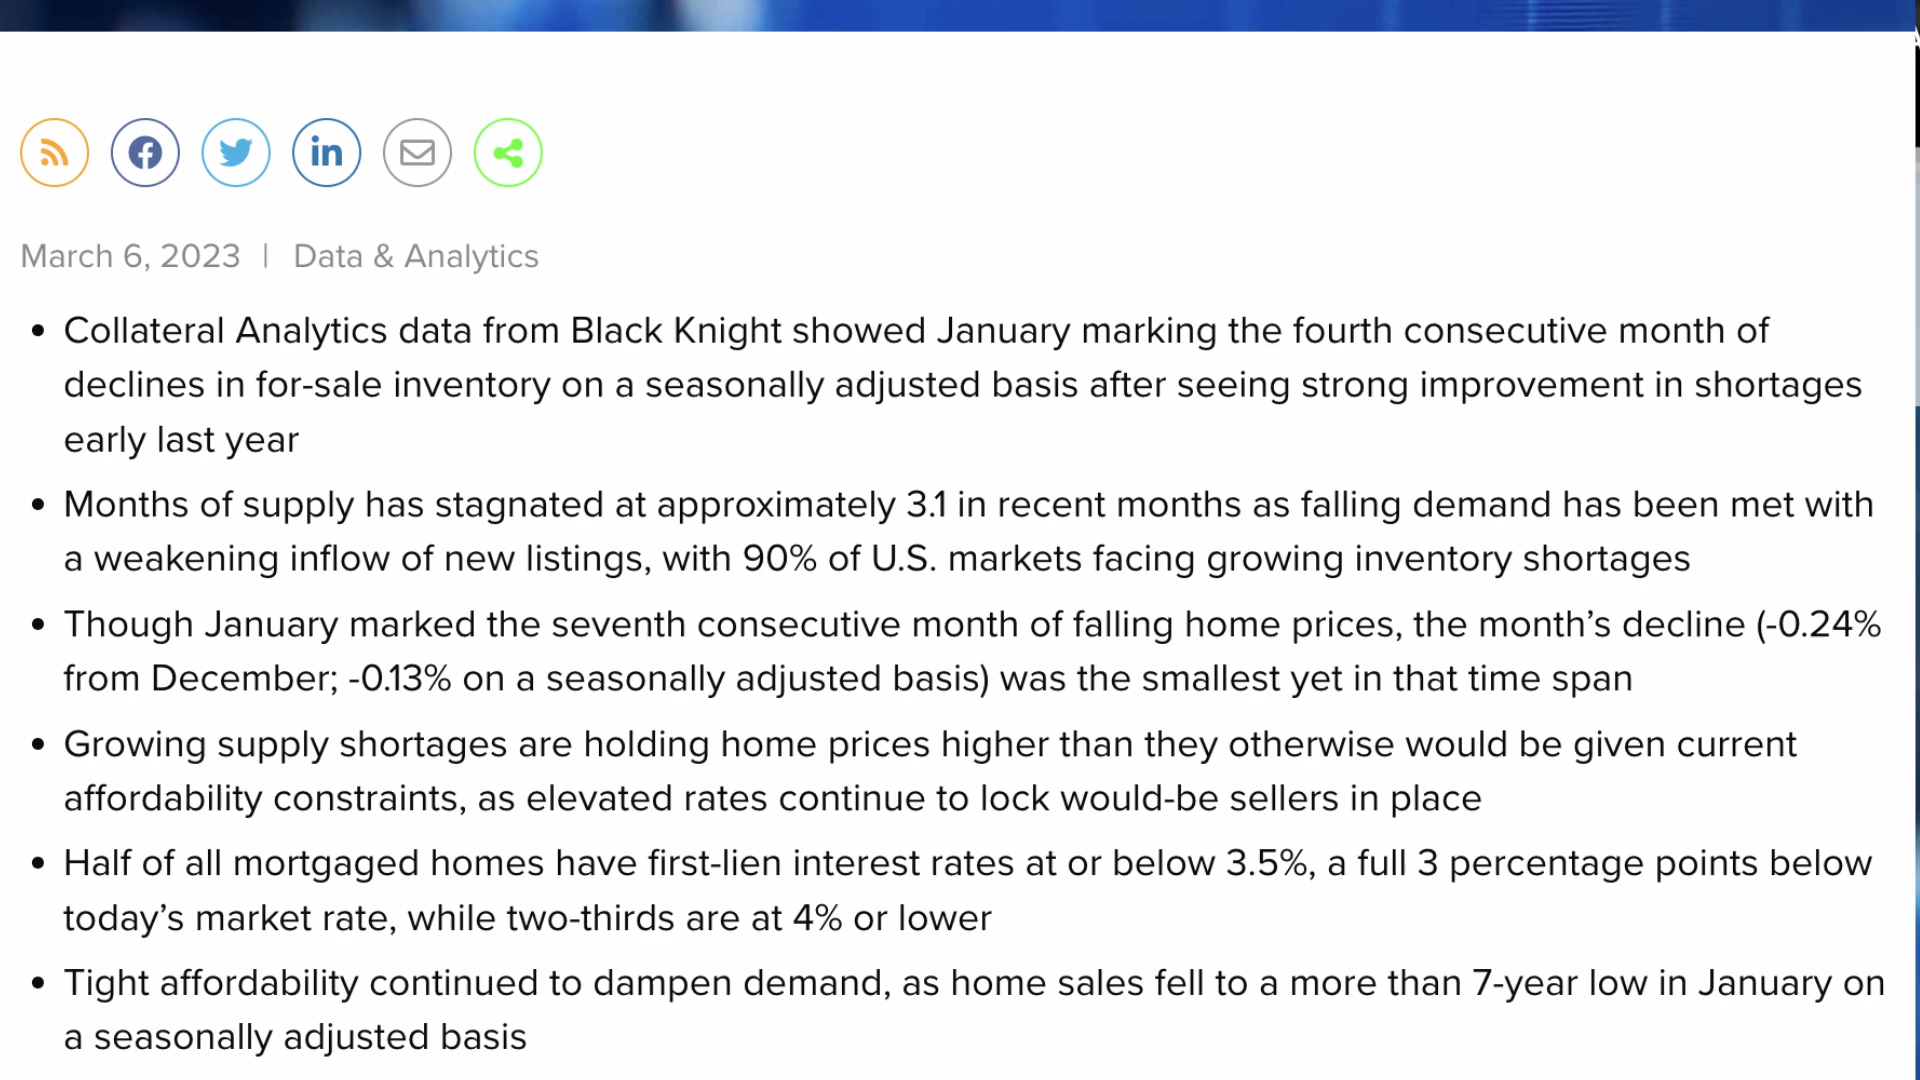 March 6, 2023 | Data & Analytics
• Collateral Analytics data from Black Knight showed January marking the fourth consecutive month of
declines in for-sale inventory on a seasonally adjusted basis after seeing strong improvement in shortages
early last year
• Months of supply has stagnated at approximately 3.1 in recent months as falling demand has been met with
a weakening inflow of new listings, with 90% of U.S. markets facing growing inventory shortages
• Though January marked the seventh consecutive month of falling home prices, the month’s decline (-0.24%
from December; -0.13% on a seasonally adjusted basis) was the smallest yet in that time span
• Growing supply shortages are holding home prices higher than they otherwise would be given current
affordability constraints, as elevated rates continue to lock would-be sellers in place
• Half of all mortgaged homes have first-lien interest rates at or below 3.5%, a full 3 percentage points below
today’s market rate, while two-thirds are at 4% or lower
• Tight affordability continued to dampen demand, as home sales fell to a more than 7-year low in January on
a seasonally adjusted basis